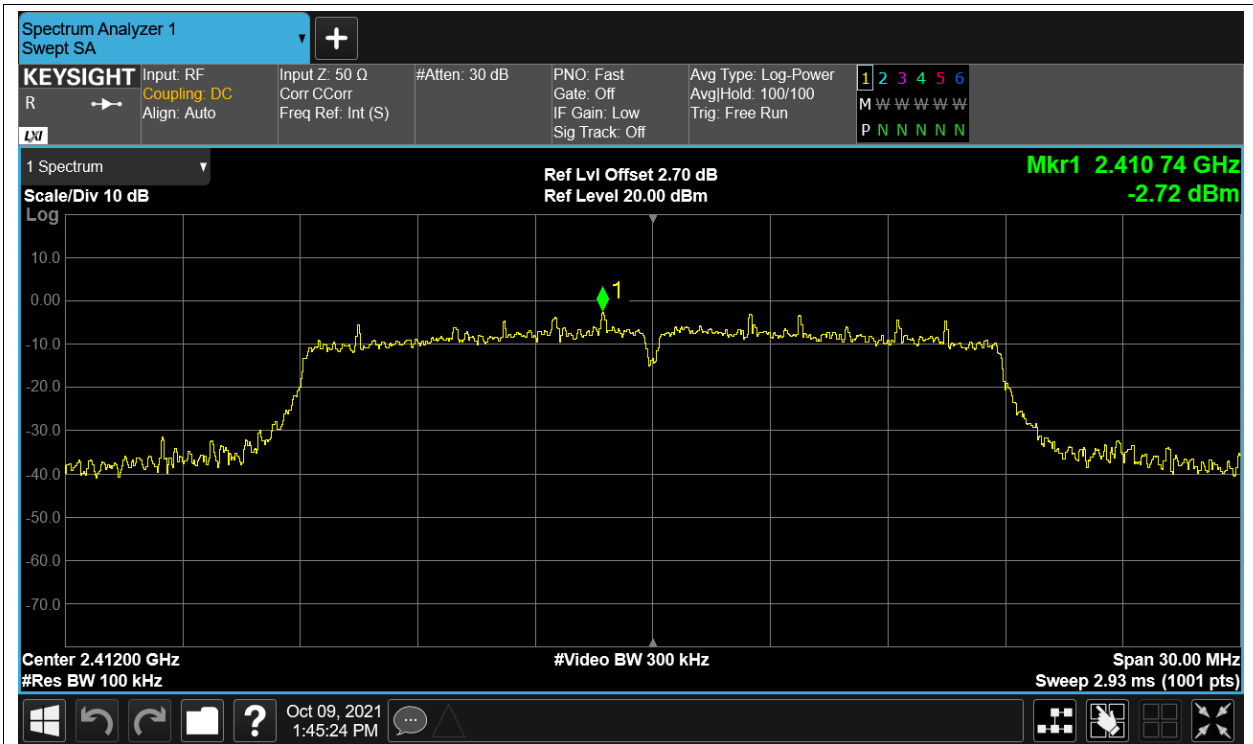 Spectrum Analyzer 1
Swept SA
KEYSIGHT
R
LXI
Input: RF
Coupling: DC
Align: Auto
Input Z: 50 Ω
Corr CCorr
Freq Ref: Int (S)
#Atten: 30 dB
PNO: Fast
Gate: Off
IF Gain: Low
Sig Track: Off
Avg Type: Log-Power
Avg|Hold: 100/100
Trig: Free Run
1 2 3 4 5 6
M W W W W W
P N N N N N
1 Spectrum
Scale/Div 10 dB
Log
Ref Lvl Offset 2.70 dB
Ref Level 20.00 dBm
Mkr1 2.410 74 GHz
-2.72 dBm
10.0
0.00
-10.0
-20.0
-30.0
-40.0
-50.0
-60.0
-70.0
1
Center 2.41200 GHz
#Res BW 100 kHz
#Video BW 300 kHz
Span 30.00 MHz
Sweep 2.93 ms (1001 pts)
?
Oct 09, 2021
1:45:24 PM